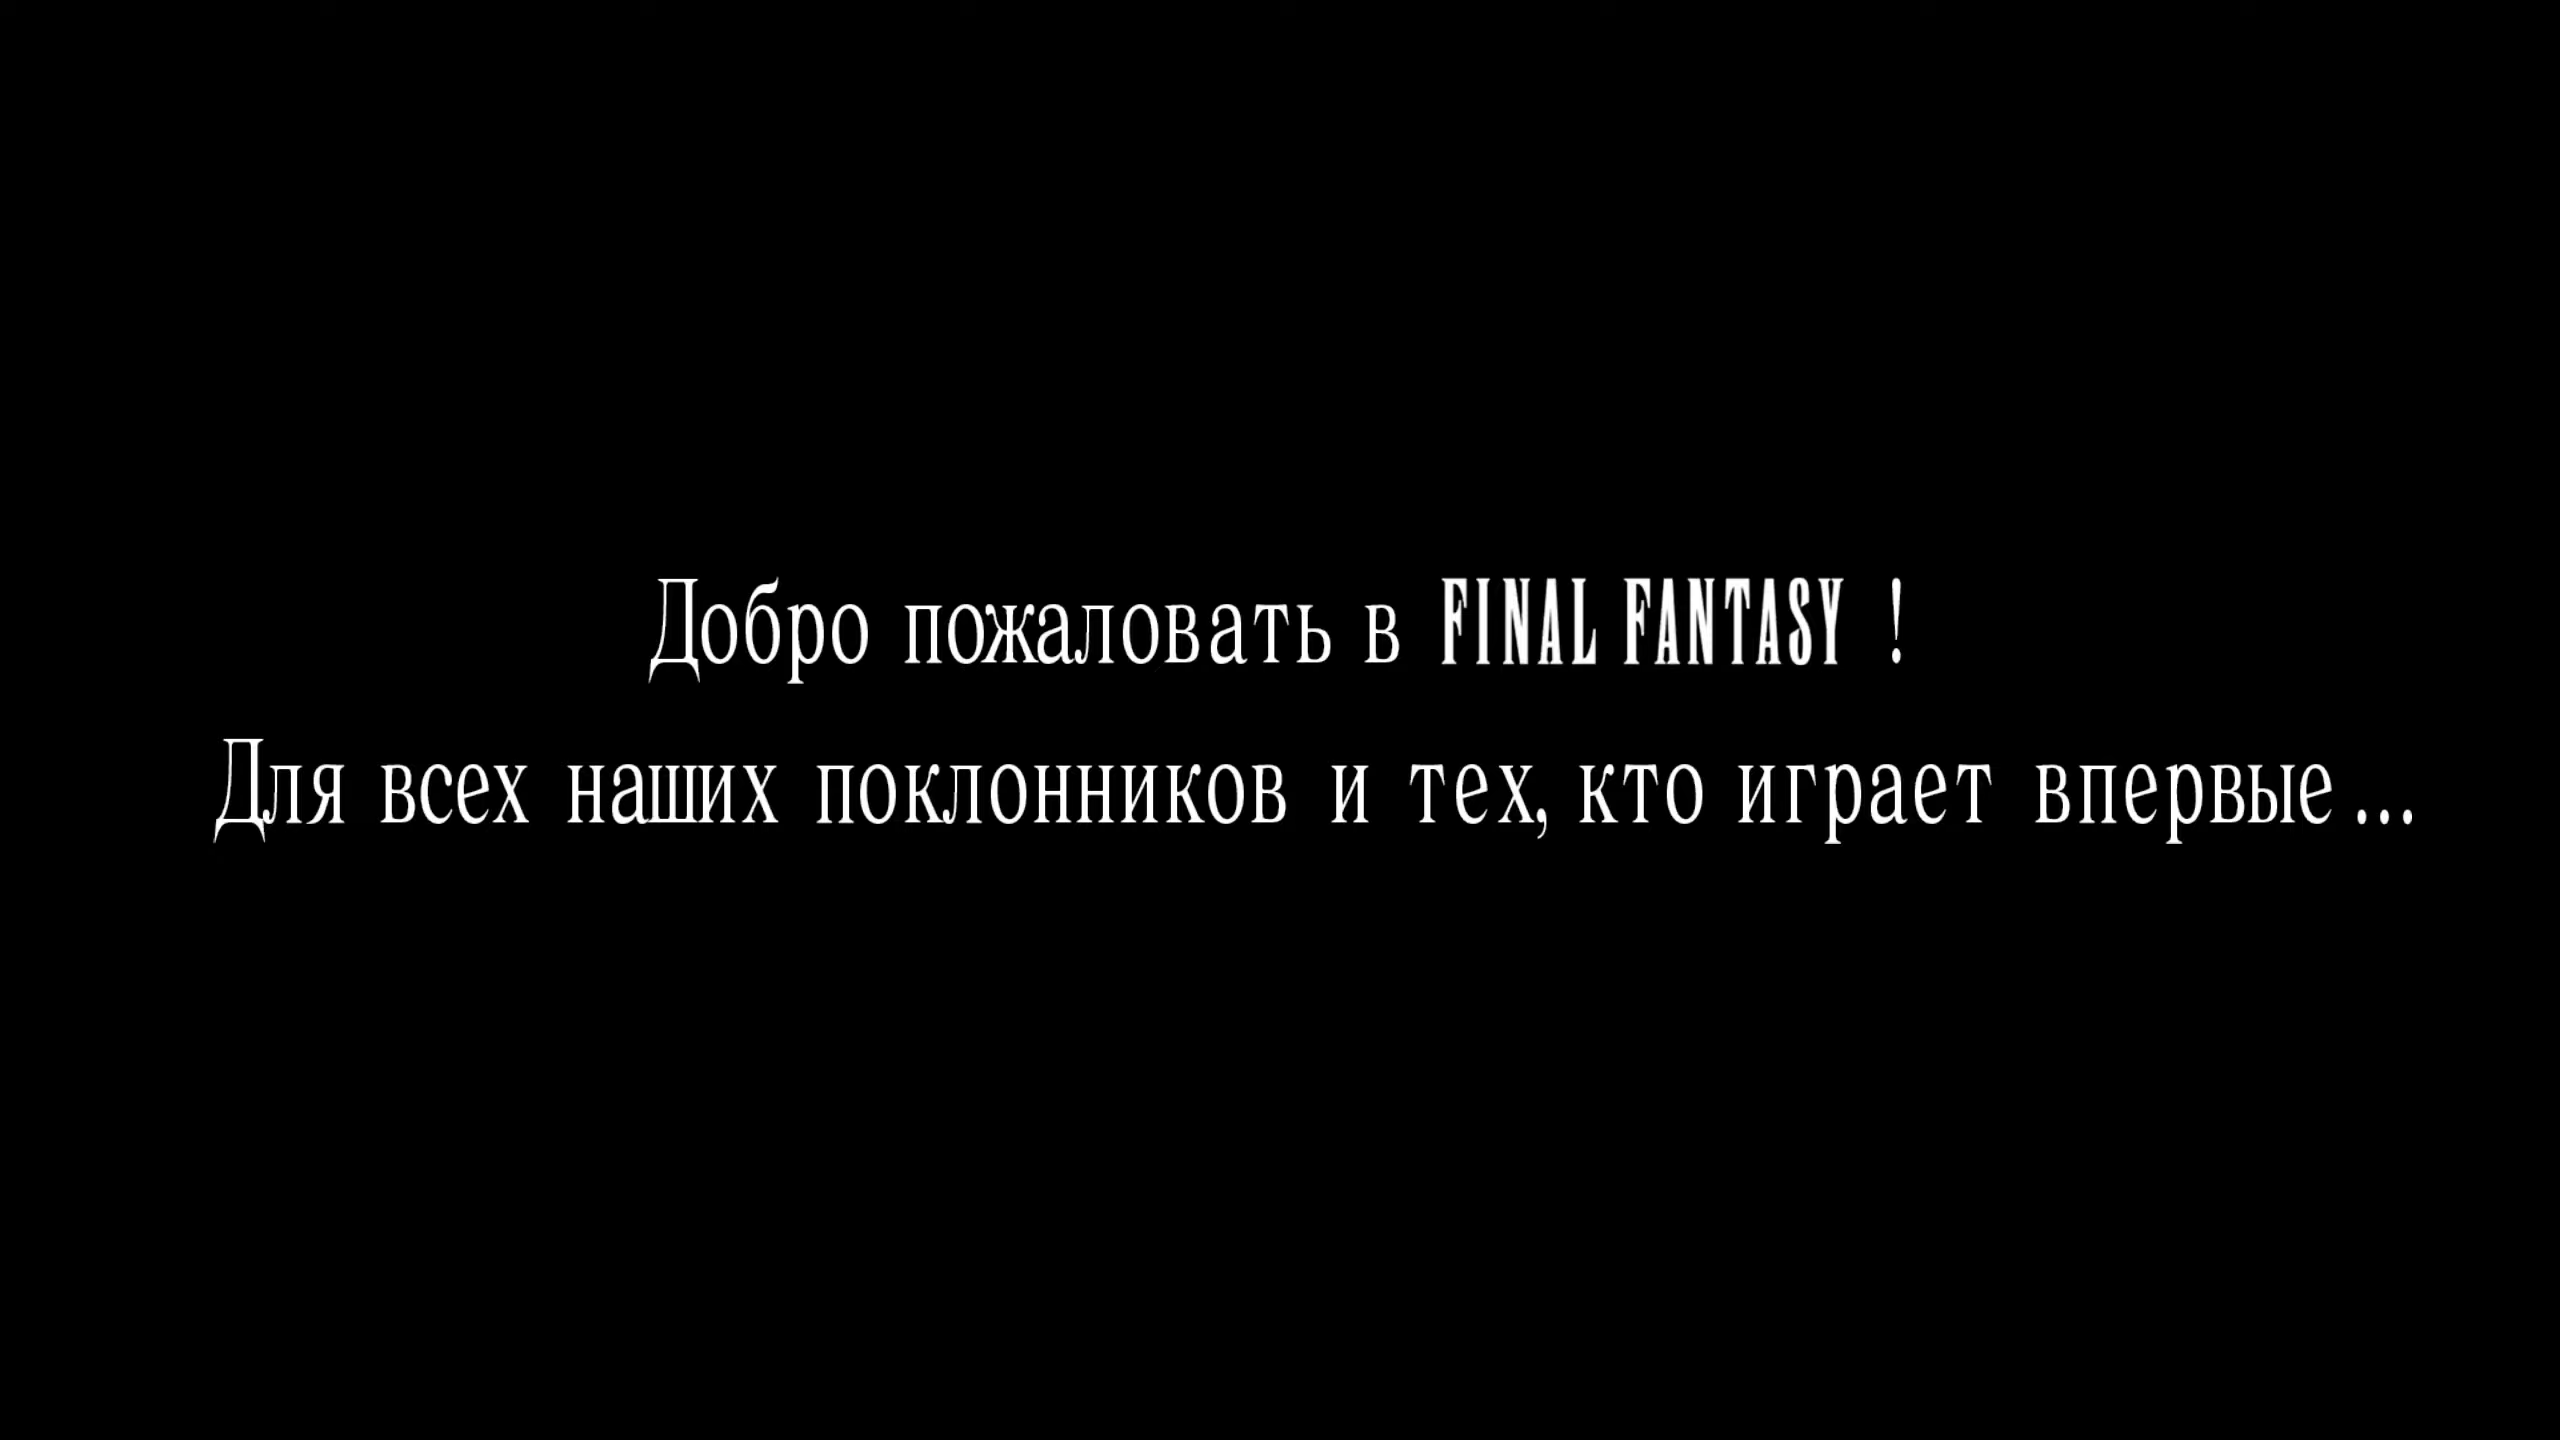 Добро пожаловать в FINAL FANTASY !
Для всех наших поклонников и тех, кто играет впервые...